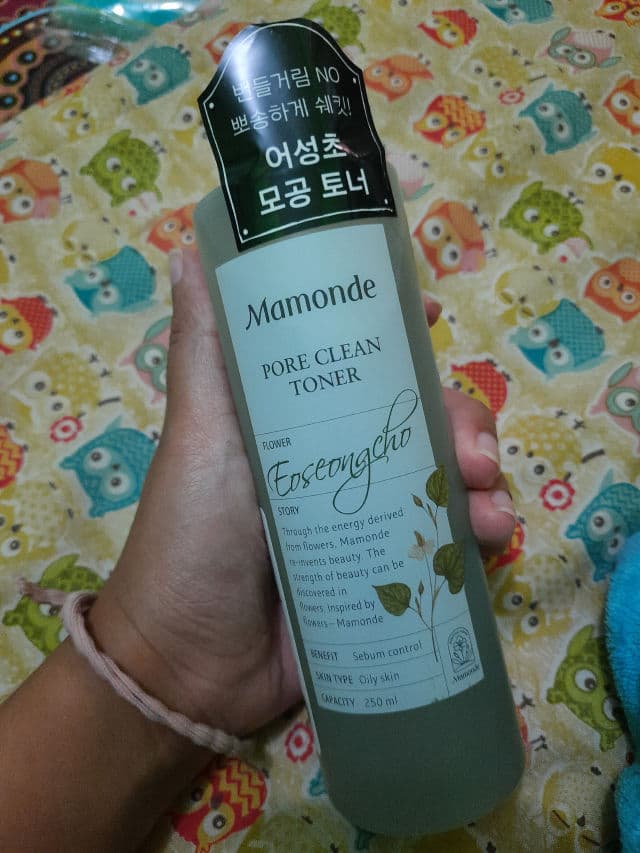 번들거림 NO
뽀송하게 쉐킷!
어성초
모공 토너
Mamonde
PORE CLEAN
TONER
FLOWER
Eoseongcho
STORY
Through the energy derived
from flowers, Mamonde
re-invents beauty. The
strength of beauty can be
discovered in
flowers, inspired by
flowers – Mamonde
BENEFIT Sebum control
SKIN TYPE Oily skin
CAPACITY 250 ml
Mamonde